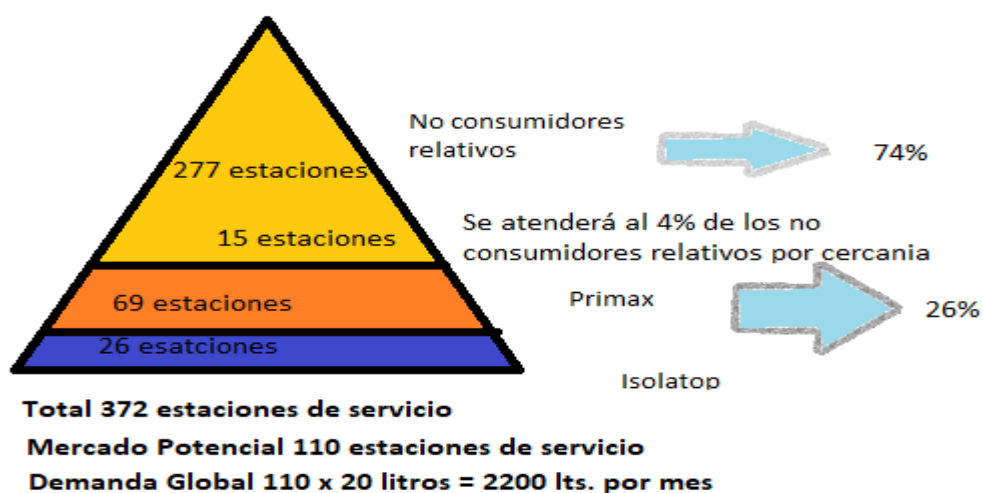 No consumidores
relativos
74%
277 estaciones
15 estaciones
Se atenderá al 4% de los no
consumidores relativos por cercania
69 estaciones
Primax
26%
26 esatciones
Isolatop
Total 372 estaciones de servicio
Mercado Potencial 110 estaciones de servicio
Demanda Global 110 x 20 litros = 2200 lts. por mes